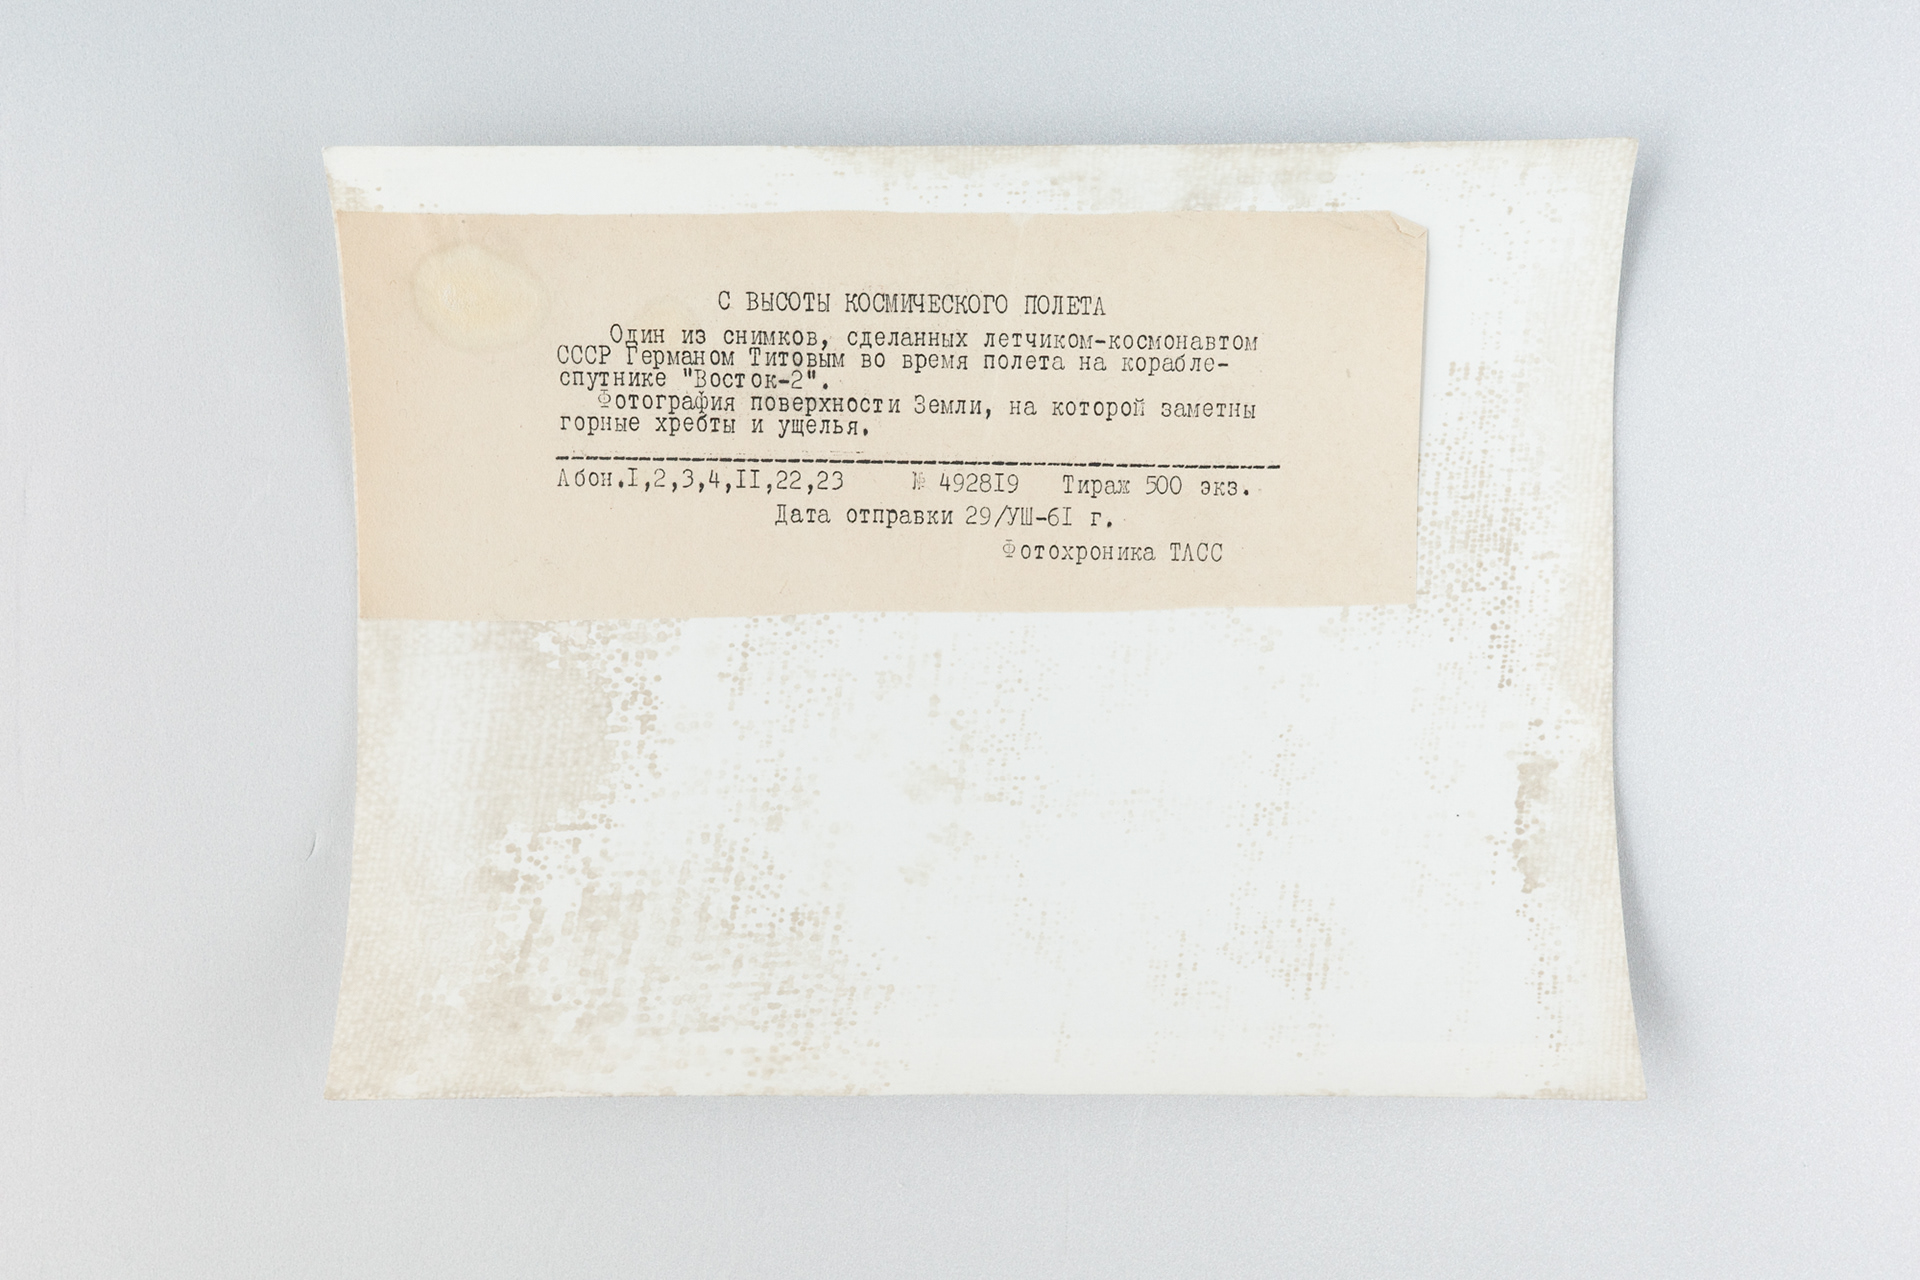 С ВЫСОТЫ КОСМИЧЕСКОГО ПОЛЕТА
Один из снимков, сделанных летчиком-космонавтом
СССР Германом Титовым во время полета на корабле-
спутнике "Восток-2".
Фотография поверхности Земли, на которой заметны
горные хребты и ущелья.
Абон.I,2,3,4,II,22,23 № 4928I9 Тираж 500 экз.
Дата отправки 29/УШ-6I г.
Фотохроника ТАСС